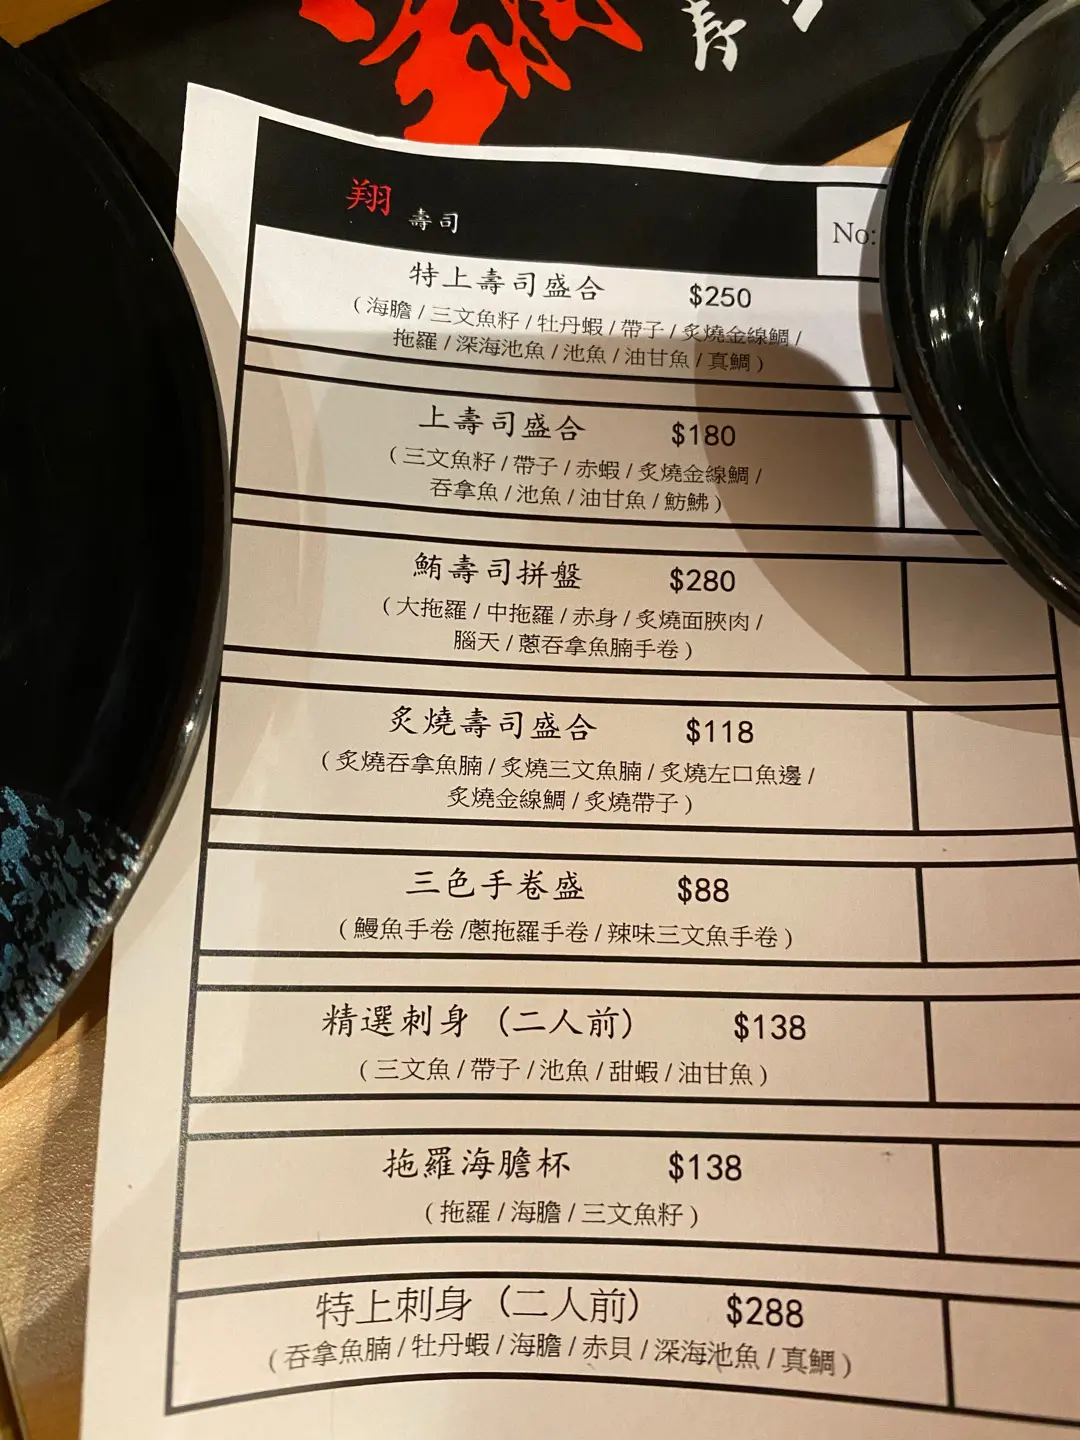 壽
翔 壽司
No:
特上壽司盛合 $250
(海膽/三文魚籽/牡丹蝦/帶子/炙燒金線鯛/
拖羅/深海池魚/池魚/油甘魚/真鯛)
上壽司盛合 $180
(三文魚籽/帶子/赤蝦/炙燒金線鯛/
吞拿魚/池魚/油甘魚/魴鮄)
鮪壽司拼盤 $280
(大拖羅/中拖羅/赤身/炙燒面脥肉/
腦天/蔥吞拿魚腩手卷)
炙燒壽司盛合 $118
(炙燒吞拿魚腩/炙燒三文魚腩/炙燒左口魚邊/
炙燒金線鯛/炙燒帶子)
三色手卷盛 $88
(鰻魚手卷/蔥拖羅手卷/辣味三文魚手卷)
精選刺身(二人前) $138
(三文魚/帶子/池魚/甜蝦/油甘魚)
拖羅海膽杯 $138
(拖羅/海膽/三文魚籽)
特上刺身(二人前) $288
(吞拿魚腩/牡丹蝦/海膽/赤貝/深海池魚/真鯛)